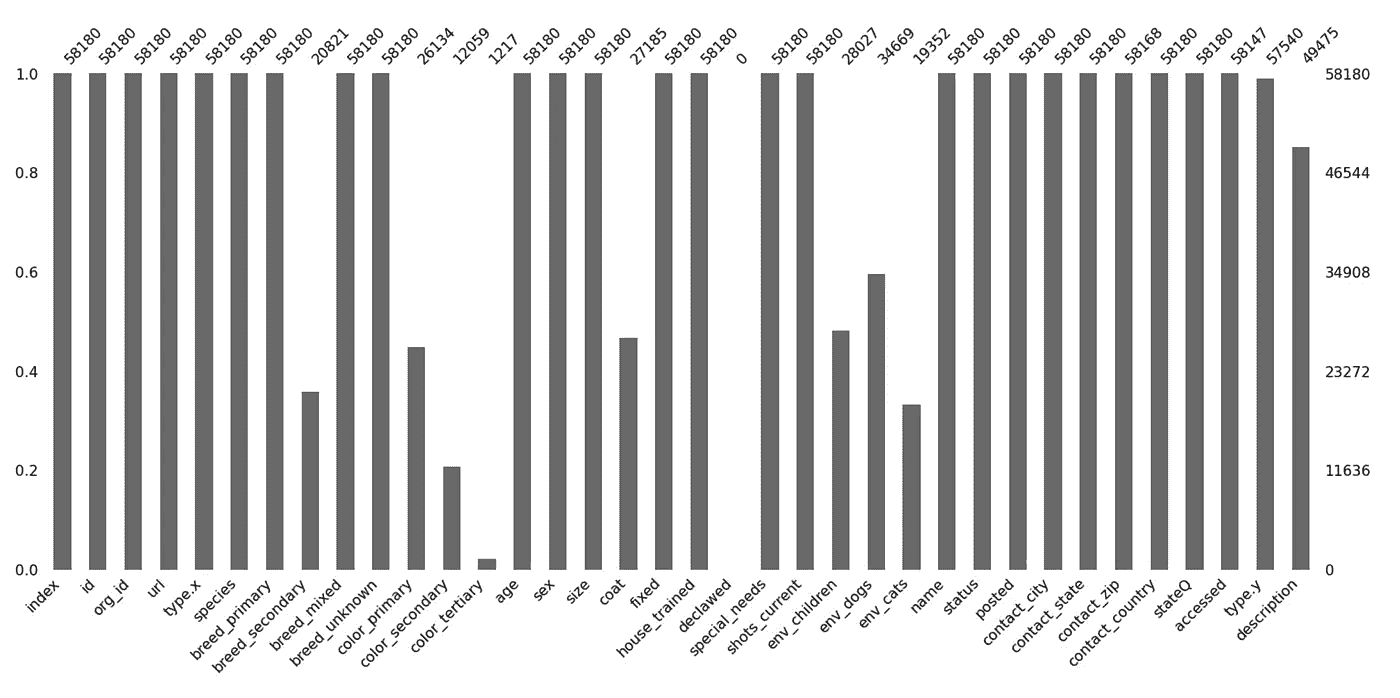 58180
58180
58180
58180
58180
58180
58180
20821
58180
58180
26134
12059
1217
58180
58180
58180
27185
58180
58180
0
58180
58180
28027
34669
19352
58180
58180
58180
58180
58180
58168
58180
58180
58147
57540
49475
1.0
58180
0.8
46544
0.6
34908
0.4
23272
0.2
11636
0.0
0
index
id
org_id
url
type.x
species
breed_primary
breed_secondary
breed_mixed
breed_unknown
color_primary
color_secondary
color_tertiary
age
sex
size
coat
fixed
house_trained
declawed
special_needs
shots_current
env_children
env_dogs
env_cats
name
status
posted
contact_city
contact_state
contact_zip
contact_country
stateQ
accessed
type.y
description